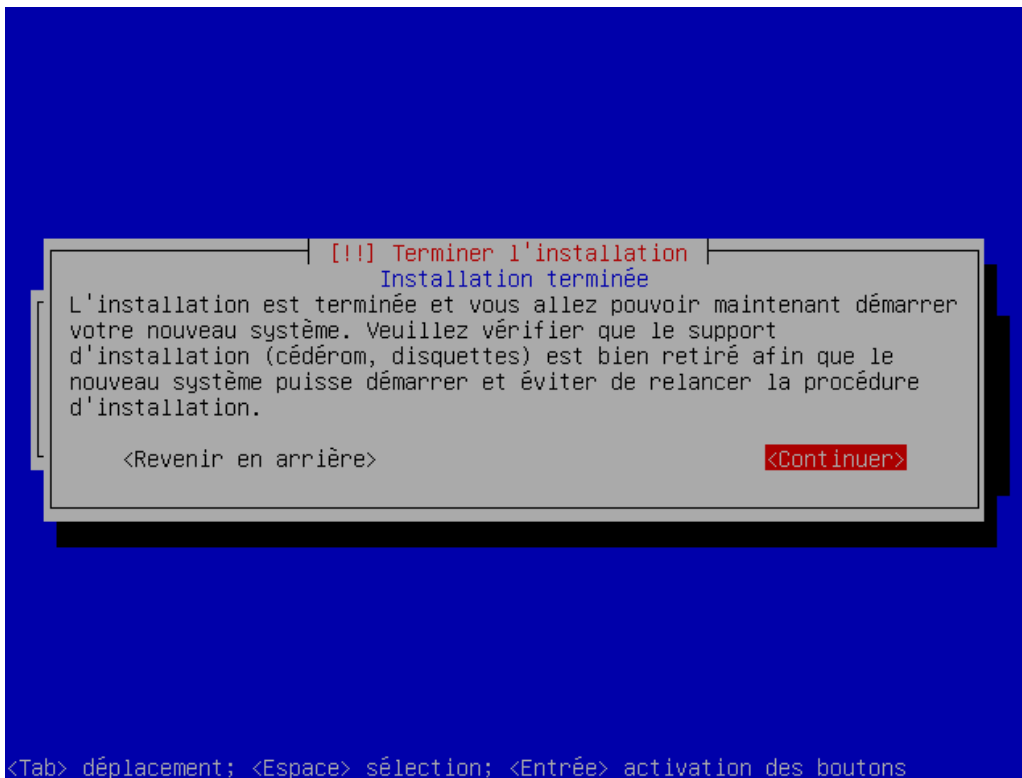 [!!] Terminer l'installation
Installation terminée
L'installation est terminée et vous allez pouvoir maintenant démarrer
votre nouveau système. Veuillez vérifier que le support
d'installation (cédérom, disquettes) est bien retiré afin que le
nouveau système puisse démarrer et éviter de relancer la procédure
d'installation.
<Revenir en arrière> <Continuer>
<Tab> déplacement; <Espace> sélection; <Entrée> activation des boutons